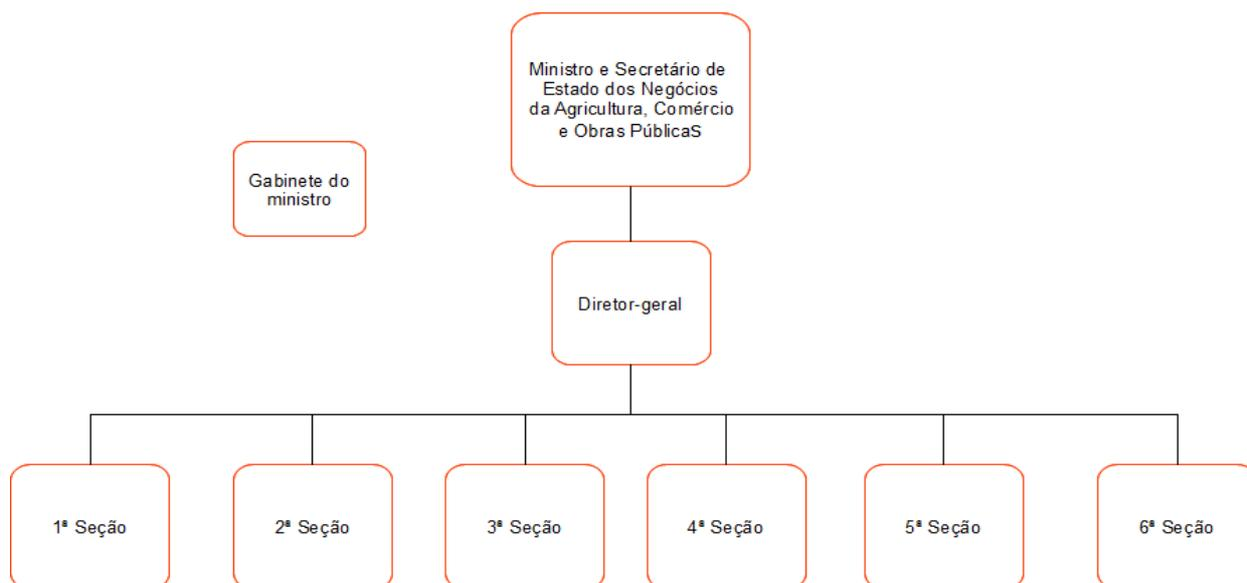 Ministro e Secretário de
Estado dos Negócios
da Agricultura, Comércio
e Obras PúblicaS
Gabinete do
ministro
Diretor-geral
1ª Seção
2ª Seção
3ª Seção
4ª Seção
5ª Seção
6ª Seção